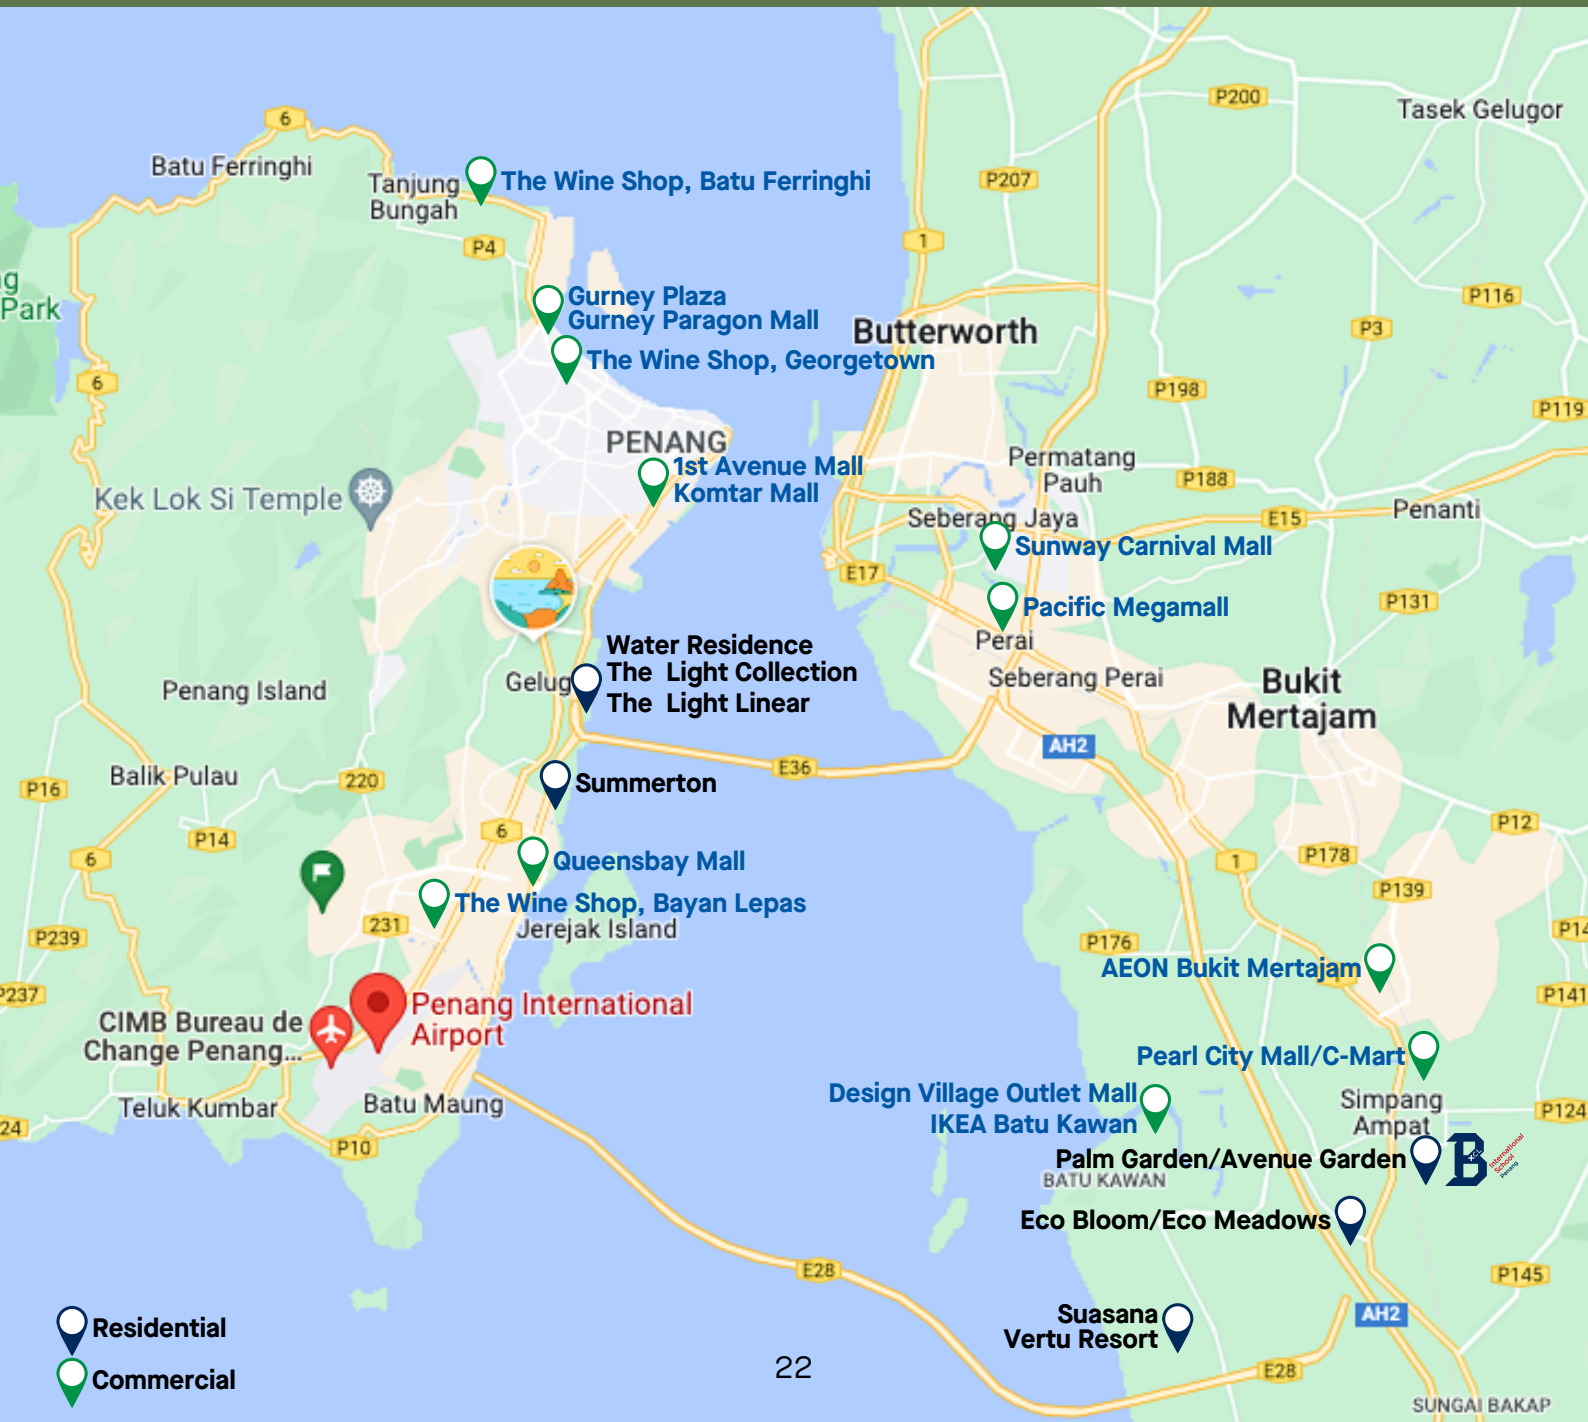 P200
Tasek Gelugor
6
Batu Ferringhi
Tanjung
Bungah
The Wine Shop, Batu Ferringhi
P207
P4
1
g
Park
Gurney Plaza
Gurney Paragon Mall
P116
Butterworth
P3
The Wine Shop, Georgetown
6
P198
P119
PENANG
1st Avenue Mall
Komtar Mall
Permatang
Pauh
P188
Kek Lok Si Temple
Seberang Jaya
E15
Penanti
Sunway Carnival Mall
E17
Pacific Megamall
P131
Perai
Water Residence
The Light Collection
The Light Linear
Gelug
Seberang Perai
Penang Island
Bukit
Mertajam
AH2
E36
Balik Pulau
220
P16
Summerton
P14
6
P12
6
Queensbay Mall
1
P178
P139
The Wine Shop, Bayan Lepas
231
Jerejak Island
P239
P176
P14
AEON Bukit Mertajam
P237
P141
Penang International
Airport
CIMB Bureau de
Change Penang...
Pearl City Mall/C-Mart
Design Village Outlet Mall
IKEA Batu Kawan
Simpang
Ampat
P124
Teluk Kumbar
Batu Maung
24
P10
Palm Garden/Avenue Garden
B
XCL
International
School
Penang
BATU KAWAN
Eco Bloom/Eco Meadows
E28
P145
Suasana
Vertu Resort
AH2
Residential
22
E28
Commercial
SUNGAI BAKAP